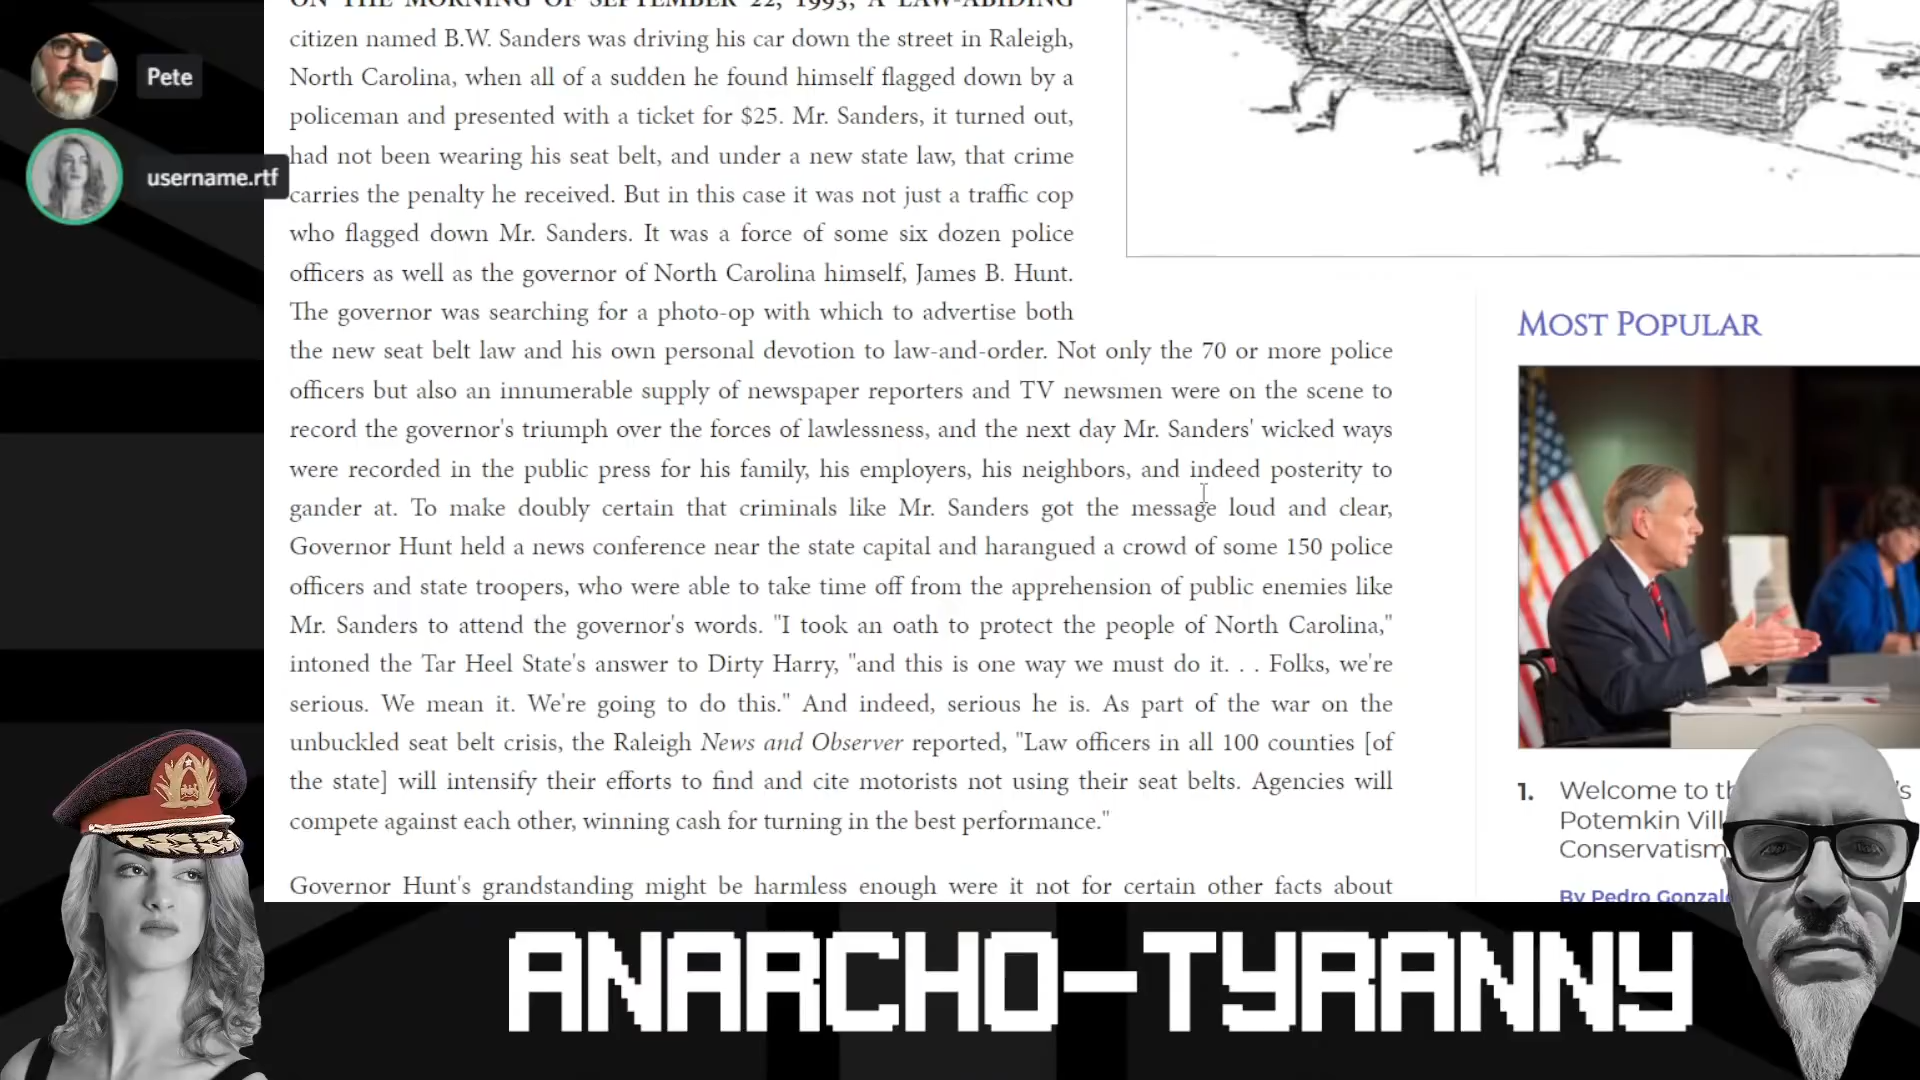 ON THE MORNING OF SEPTEMBER 22, 1993, A LAW-ABIDING
citizen named B.W. Sanders was driving his car down the street in Raleigh,
North Carolina, when all of a sudden he found himself flagged down by a
policeman and presented with a ticket for $25. Mr. Sanders, it turned out,
had not been wearing his seat belt, and under a new state law, that crime
carries the penalty he received. But in this case it was not just a traffic cop
who flagged down Mr. Sanders. It was a force of some six dozen police
officers as well as the governor of North Carolina himself, James B. Hunt.
The governor was searching for a photo-op with which to advertise both
the new seat belt law and his own personal devotion to law-and-order. Not only the 70 or more police
officers but also an innumerable supply of newspaper reporters and TV newsmen were on the scene to
record the governor's triumph over the forces of lawlessness, and the next day Mr. Sanders' wicked ways
were recorded in the public press for his family, his employers, his neighbors, and indeed posterity to
gander at. To make doubly certain that criminals like Mr. Sanders got the message loud and clear,
Governor Hunt held a news conference near the state capital and harangued a crowd of some 150 police
officers and state troopers, who were able to take time off from the apprehension of public enemies like
Mr. Sanders to attend the governor's words. "I took an oath to protect the people of North Carolina,"
intoned the Tar Heel State's answer to Dirty Harry, "and this is one way we must do it. . . Folks, we're
serious. We mean it. We're going to do this." And indeed, serious he is. As part of the war on the
unbuckled seat belt crisis, the Raleigh News and Observer reported, "Law officers in all 100 counties [of
the state] will intensify their efforts to find and cite motorists not using their seat belts. Agencies will
compete against each other, winning cash for turning in the best performance."
Governor Hunt's grandstanding might be harmless enough were it not for certain other facts about
Pete
username.rtf
MOST POPULAR
1. Welcome to
Potemkin
Conservatism
By Pedro
ANARCHO-TYRANNY